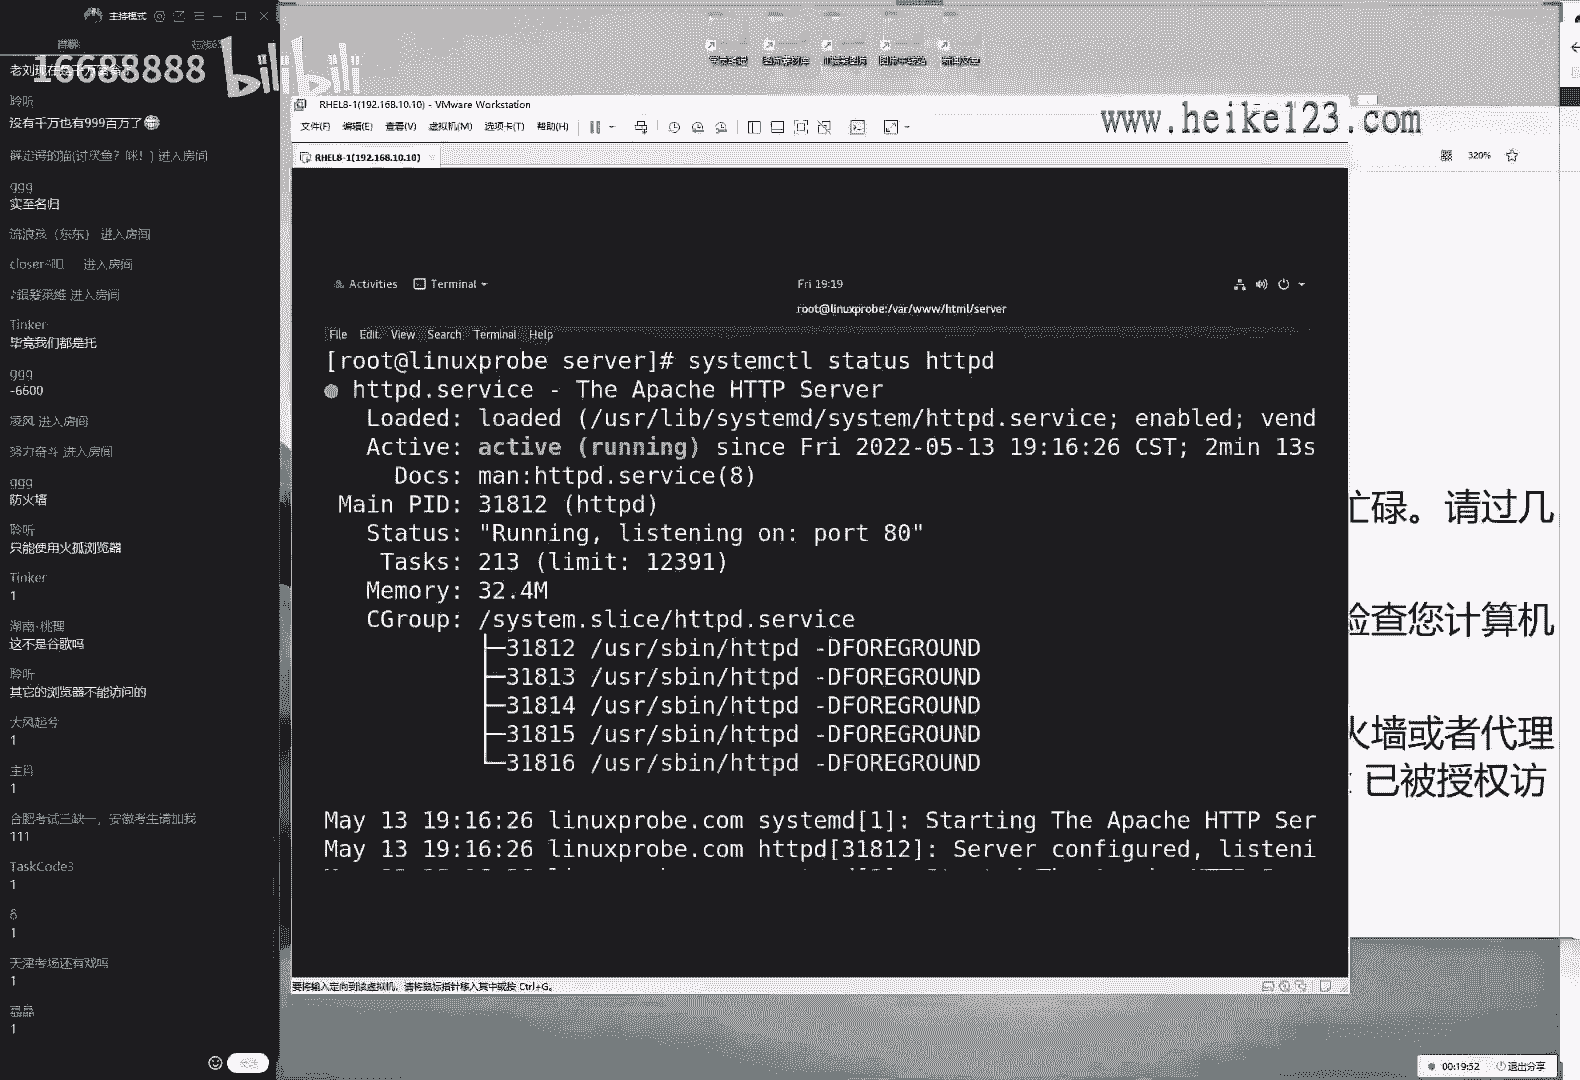 主持模式
16688888
bilibili
聆听
没有千万也有999百万了
进入房间
ggg
实至名归
流浪孩（东东） 进入房间
进入房间
进入房间
Tinker
毕竟我们都是托
ggg
-6600
凌风 进入房间
努力奋斗 进入房间
ggg
防火墙
聆听
只能使用火孤浏览器
Tinker
1
湖南·桃狸
这不是谷歌吗
聆听
其它的浏览器不能访问的
大风起兮
1
主肖
1
合肥考试三缺一，安徽考生请加我
111
TaskCode3
1
δ
1
天津考场还有戏吗
1
1
RHEL8-1(192.168.10.10) - VMware Workstation
www.heike123.com
文件(F) 编辑(E) 查看(V) 虚拟机(M) 选项卡(T) 帮助(H)
RHEL8-1(192.168.10.10)
320%
Activities Terminal Fri 19:19
root@linuxprobe:/var/www/html/server
File Edit View Search Terminal Help
[root@linuxprobe server]# systemctl status httpd
● httpd.service - The Apache HTTP Server
Loaded: loaded (/usr/lib/systemd/system/httpd.service; enabled; vend
Active: active (running) since Fri 2022-05-13 19:16:26 CST; 2min 13s
Docs: man:httpd.service(8)
Main PID: 31812 (httpd)
Status: "Running, listening on: port 80"
Tasks: 213 (limit: 12391)
Memory: 32.4M
CGroup: /system.slice/httpd.service
├─31812 /usr/sbin/httpd -DFOREGROUND
├─31813 /usr/sbin/httpd -DFOREGROUND
├─31814 /usr/sbin/httpd -DFOREGROUND
├─31815 /usr/sbin/httpd -DFOREGROUND
└─31816 /usr/sbin/httpd -DFOREGROUND
May 13 19:16:26 linuxprobe.com systemd[1]: Starting The Apache HTTP Ser
May 13 19:16:26 linuxprobe.com httpd[31812]: Server configured, listeni
忙碌。请过几
检查您计算机
火墙或者代理
已被授权访
要将输入定向到该虚拟机，请将鼠标指针移入其中或按 Ctrl+G。
00:19:52 退出分享